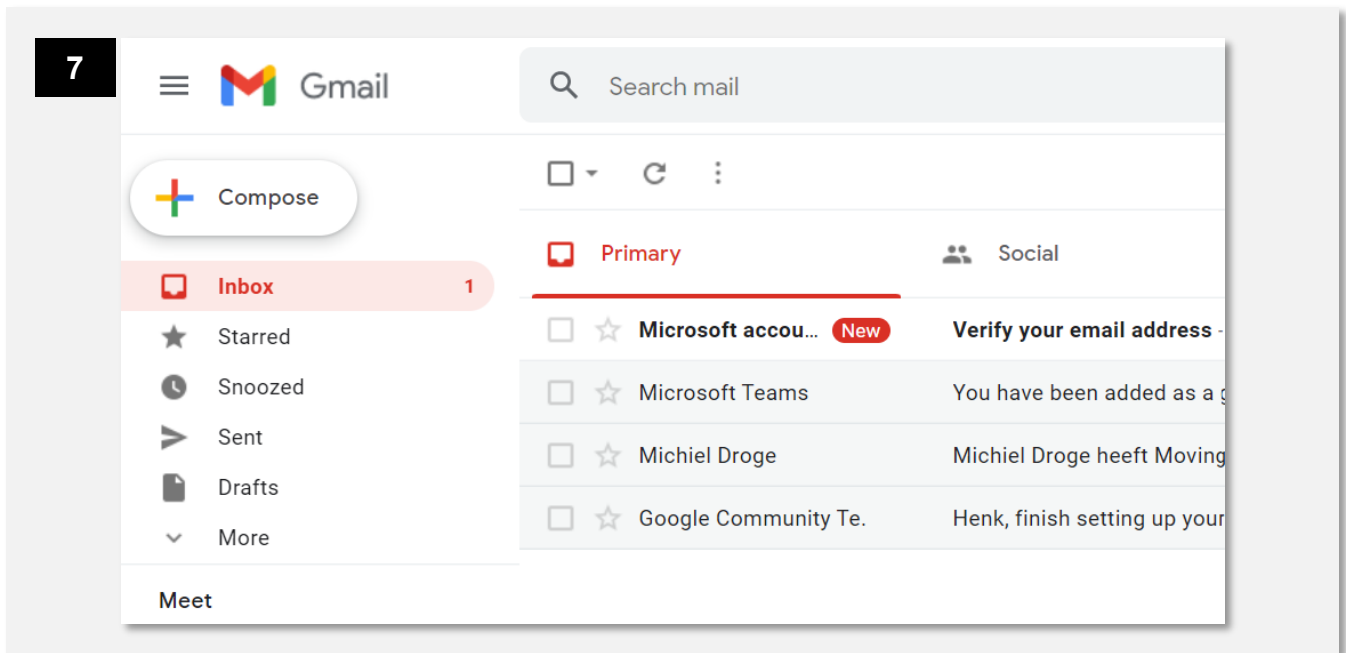 7
Gmail
Search mail
Compose
Primary
Social
Inbox 1
Starred
Snoozed
Sent
Drafts
More
Meet
Microsoft accou... New Verify your email address -
Microsoft Teams You have been added as a
Michiel Droge Michiel Droge heeft Moving
Google Community Te. Henk, finish setting up your